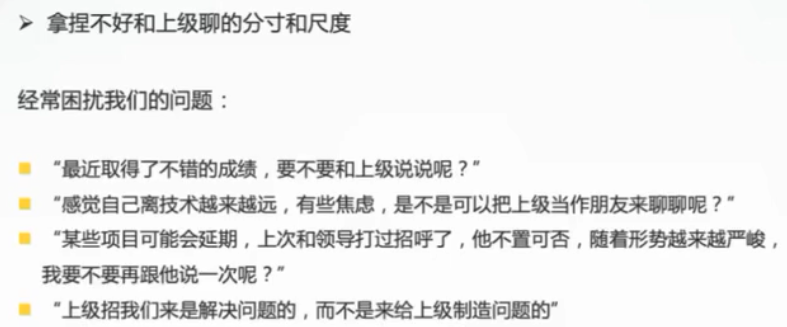 ➢ 拿捏不好和上级聊的分寸和尺度
经常困扰我们的问题：
■ “最近取得了不错的成绩，要不要和上级说说呢？”
■ “感觉自己离技术越来越远，有些焦虑，是不是可以把上级当作朋友来聊聊呢？”
■ “某些项目可能会延期，上次和领导打过招呼了，他不置可否，随着形势越来越严峻，
我要不要再跟他说一次呢？”
■ “上级招我们来是解决问题的，而不是来给上级制造问题的”